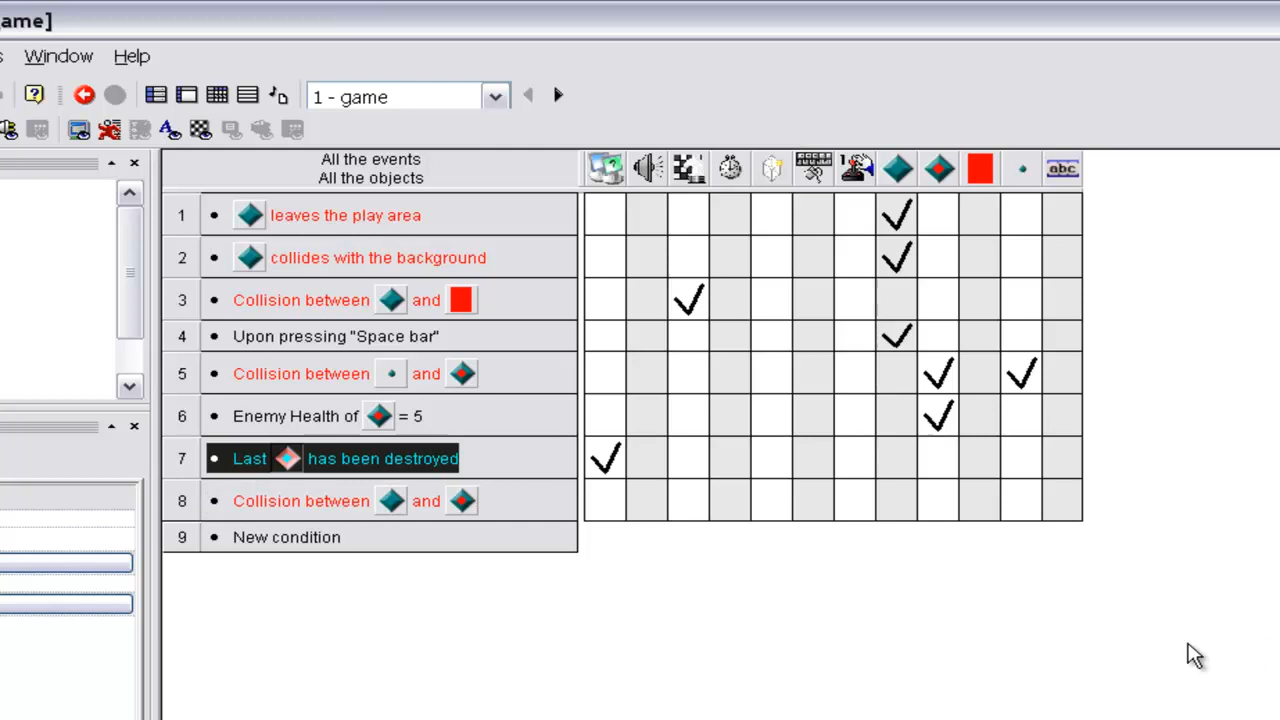 ame]
s Window Help
1 - game
All the events
All the objects
abc
1 • leaves the play area
2 • collides with the background
3 • Collision between and
4 • Upon pressing "Space bar"
5 • Collision between and
6 • Enemy Health of = 5
7 • Last has been destroyed
8 • Collision between and
9 • New condition